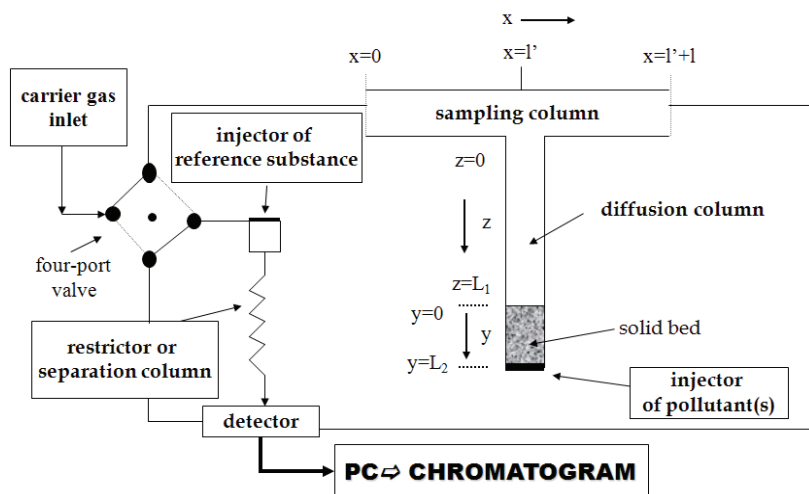 x
x=0
x=l'
x=l'+l
carrier gas
inlet
sampling column
injector of
reference substance
z=0
z
diffusion column
four-port
valve
z=L₁
y=0
y
solid bed
restrictor or
separation column
y=L₂
injector
of pollutant(s)
detector
PC⇨ CHROMATOGRAM